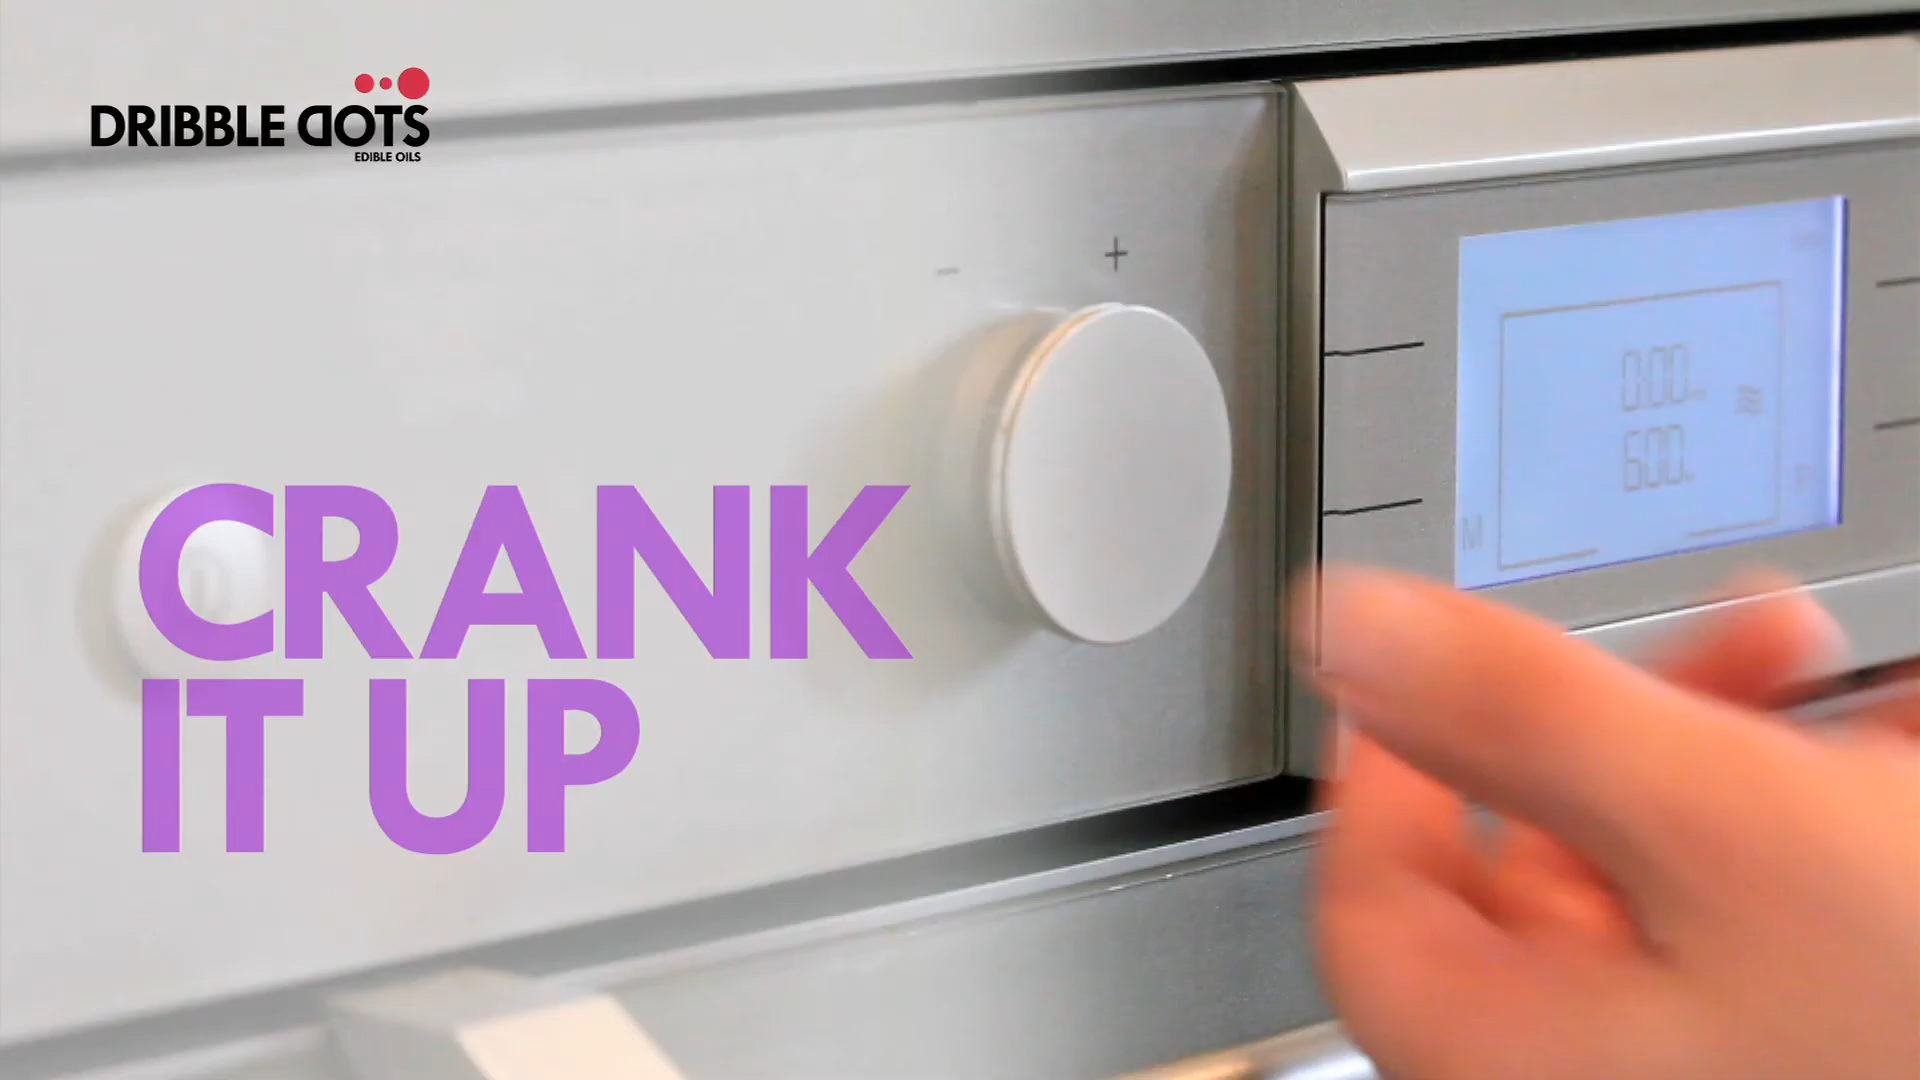 DRIBBLE DOTS
EDIBLE OILS
− +
0:00
600
M
CRANK
IT UP